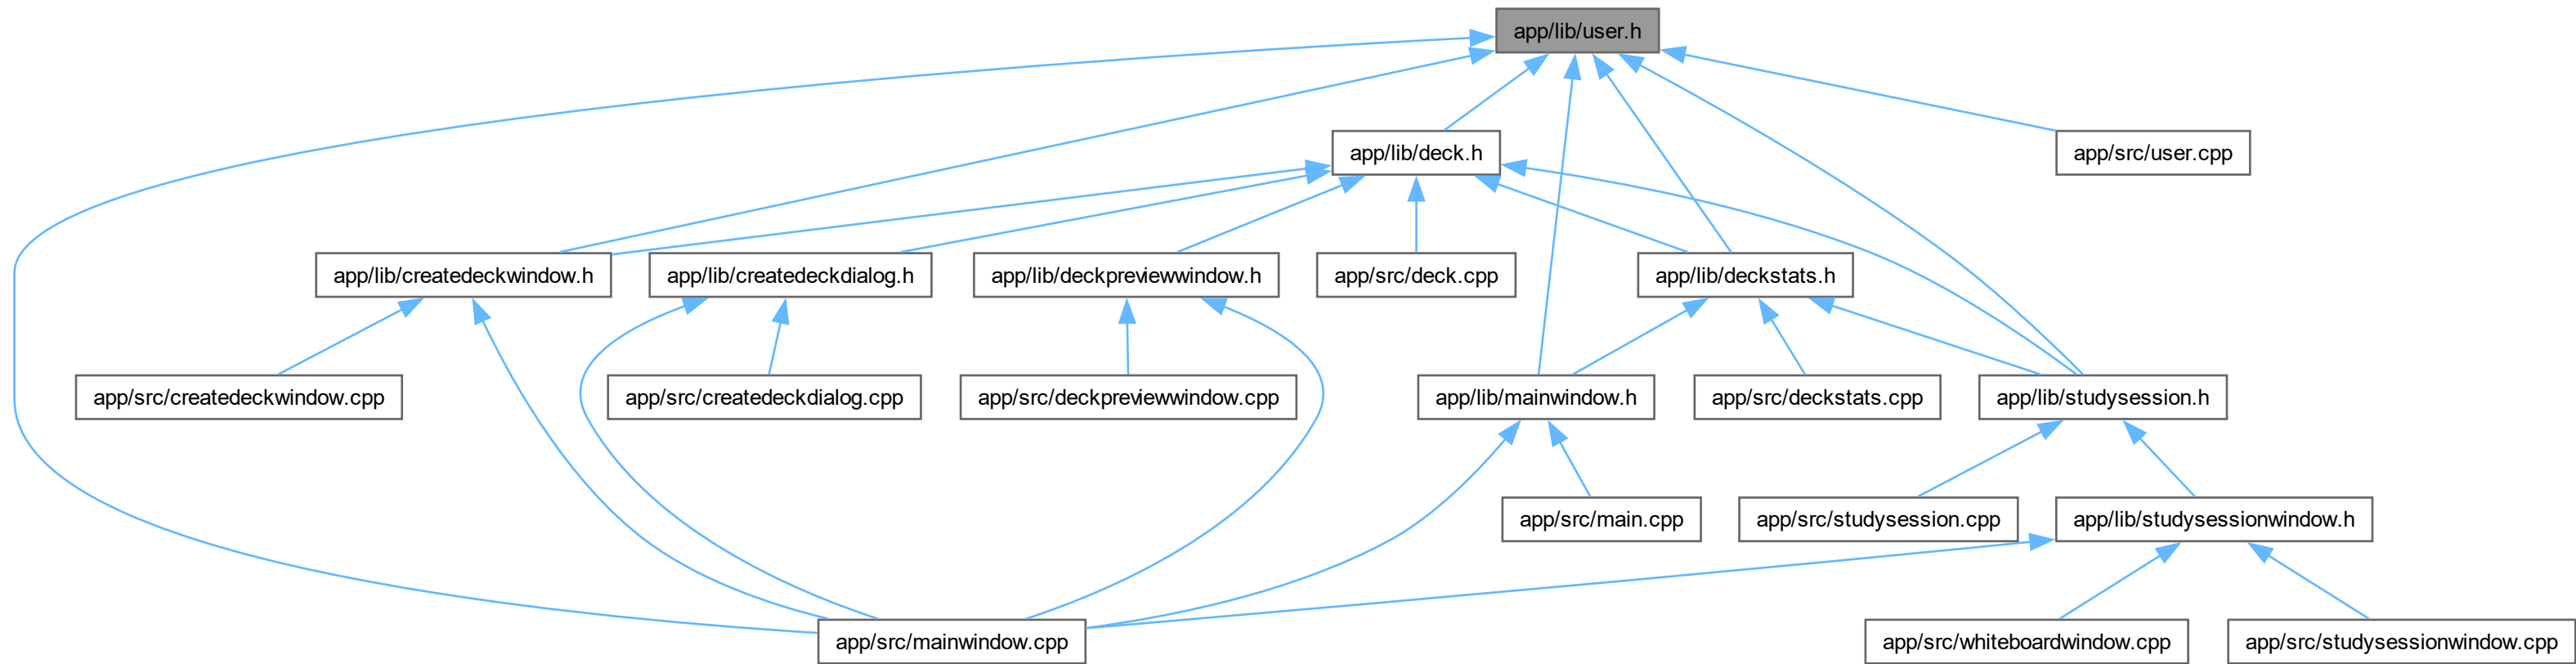 app/lib/user.h
app/lib/deck.h
app/src/user.cpp
app/lib/createdeckwindow.h
app/lib/createdeckdialog.h
app/lib/deckpreviewwindow.h
app/src/deck.cpp
app/lib/deckstats.h
app/src/createdeckwindow.cpp
app/src/createdeckdialog.cpp
app/src/deckpreviewwindow.cpp
app/lib/mainwindow.h
app/src/deckstats.cpp
app/lib/studysession.h
app/src/main.cpp
app/src/studysession.cpp
app/lib/studysessionwindow.h
app/src/mainwindow.cpp
app/src/whiteboardwindow.cpp
app/src/studysessionwindow.cpp